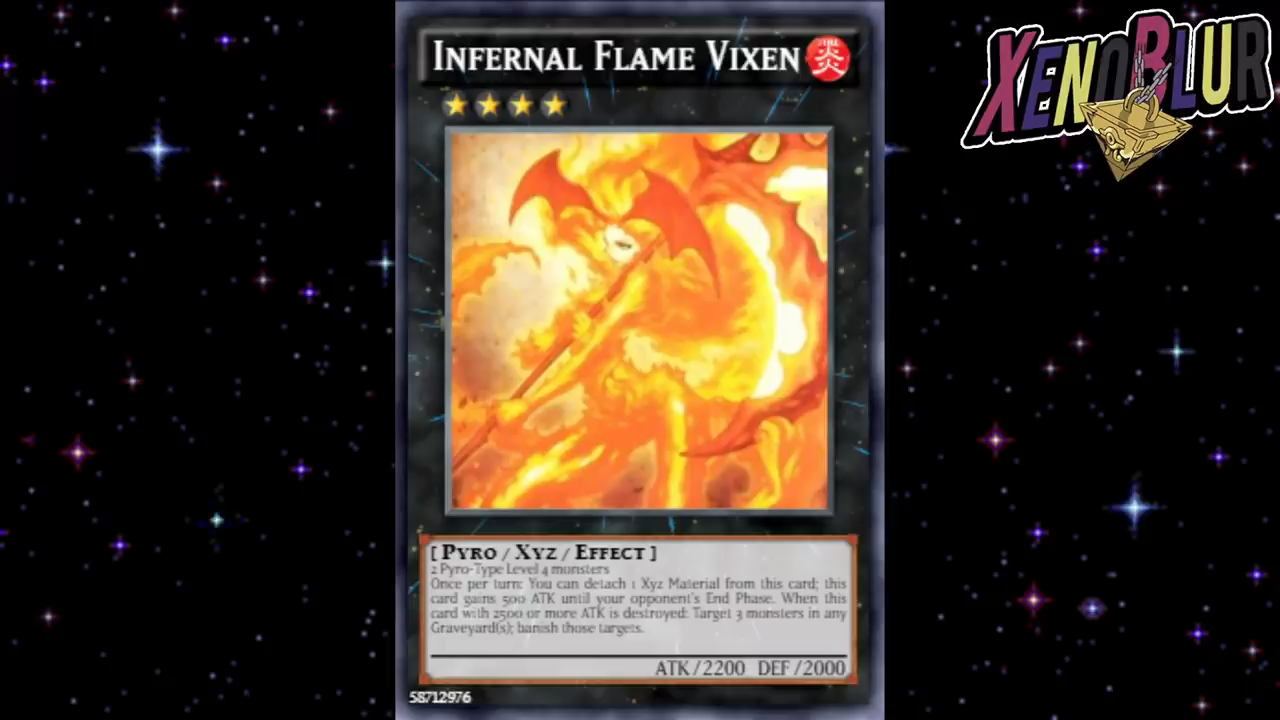 INFERNAL FLAME VIXEN
炎
XENOBLUR
[ PYRO / XYZ / EFFECT ]
2 Pyro-Type Level 4 monsters
Once per turn: You can detach 1 Xyz Material from this card; this
card gains 500 ATK until your opponent's End Phase. When this
card with 2500 or more ATK is destroyed: Target 3 monsters in any
Graveyard(s); banish those targets.
ATK/2200 DEF/2000
58712976